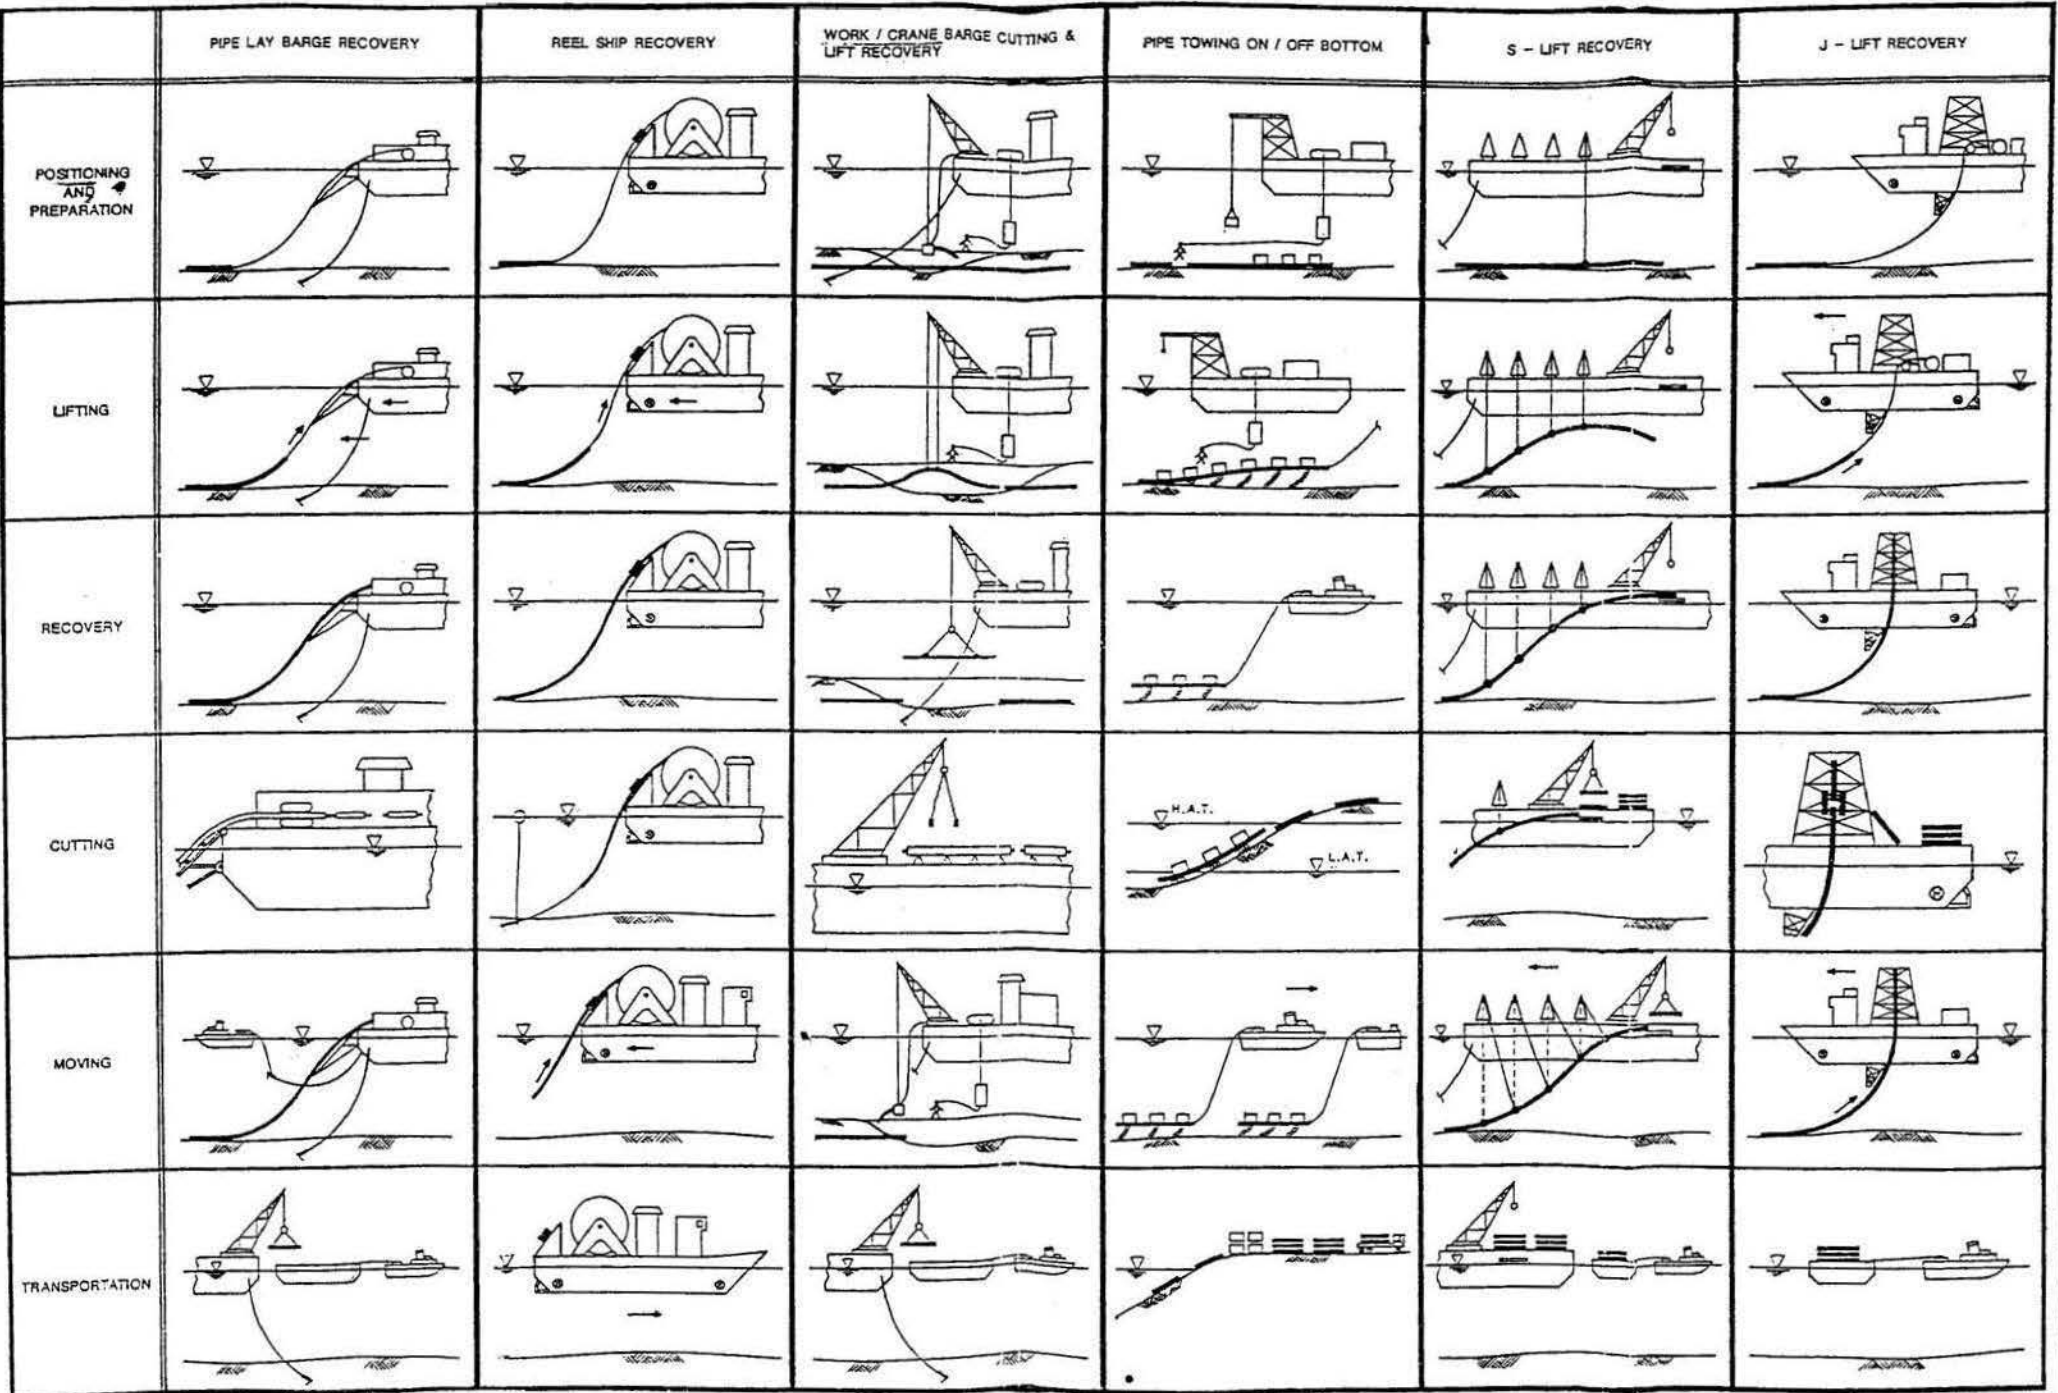 PIPE LAY BARGE RECOVERY
REEL SHIP RECOVERY
WORK / CRANE BARGE CUTTING &
LIFT RECOVERY
PIPE TOWING ON / OFF BOTTOM
S - LIFT RECOVERY
J - LIFT RECOVERY
POSITIONING
AND
PREPARATION
LIFTING
RECOVERY
CUTTING
H.A.T.
L.A.T.
MOVING
TRANSPORTATION